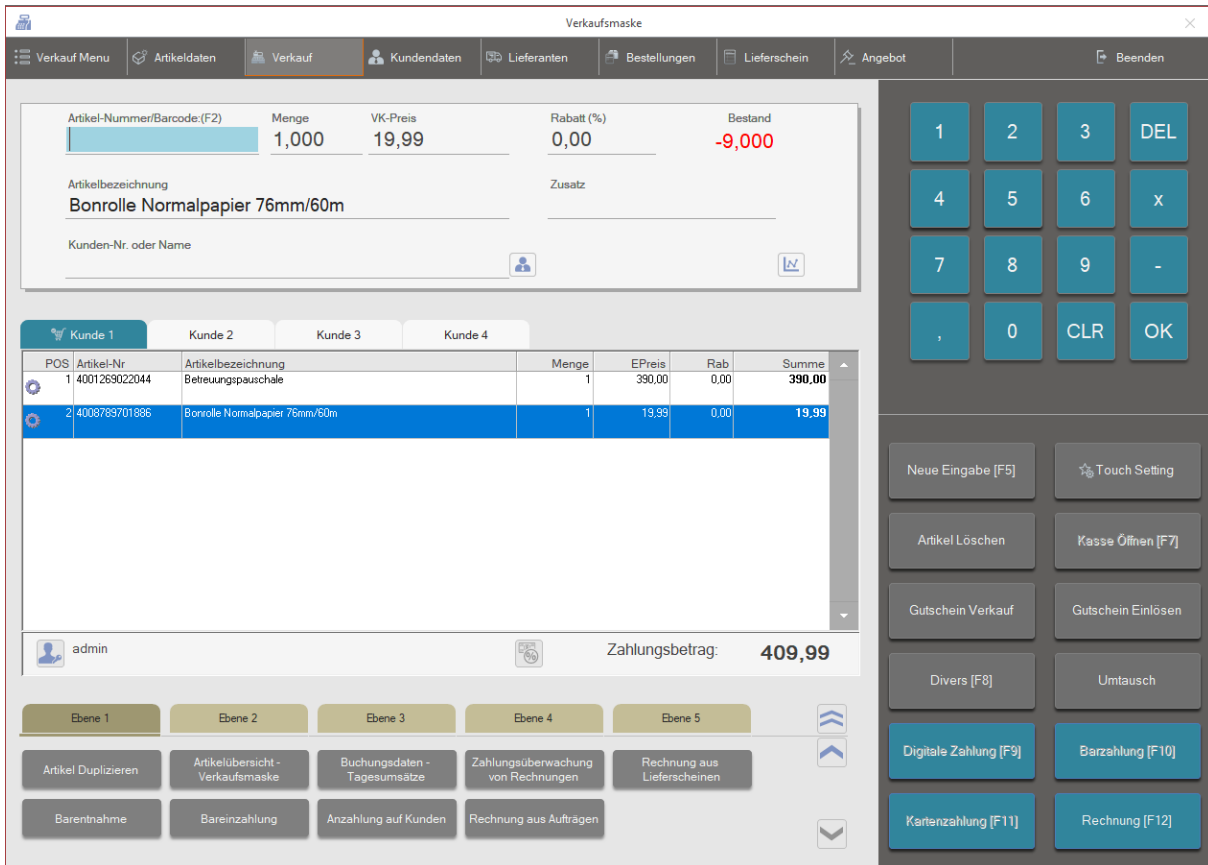 Verkaufsmaske
Verkauf Menu Artikeldaten Verkauf Kundendaten Lieferanten Bestellungen Lieferschein Angebot Beenden
Artikel-Nummer/Barcode:(F2) Menge VK-Preis Rabatt (%) Bestand
1,000 19,99 0,00 -9,000
Artikelbezeichnung Zusatz
Bonrolle Normalpapier 76mm/60m
Kunden-Nr. oder Name
Kunde 1 Kunde 2 Kunde 3 Kunde 4
POS Artikel-Nr Artikelbezeichnung Menge EPreis Rab Summe
1 4001269022044 Betreuungspauschale 1 390,00 0,00 390,00
2 4008789701886 Bonrolle Normalpapier 76mm/60m 1 19,99 0,00 19,99
admin Zahlungsbetrag: 409,99
Ebene 1 Ebene 2 Ebene 3 Ebene 4 Ebene 5
Artikel Duplizieren
Artikelübersicht -
Verkaufsmaske
Buchungsdaten -
Tagesumsätze
Zahlungsüberwachung
von Rechnungen
Rechnung aus
Lieferscheinen
Barentnahme Bareinzahlung Anzahlung auf Kunden Rechnung aus Aufträgen
1 2 3 DEL
4 5 6 x
7 8 9 -
, 0 CLR OK
Neue Eingabe [F5] Touch Setting
Artikel Löschen Kasse Öffnen [F7]
Gutschein Verkauf Gutschein Einlösen
Divers [F8] Umtausch
Digitale Zahlung [F9] Barzahlung [F10]
Kartenzahlung [F11] Rechnung [F12]